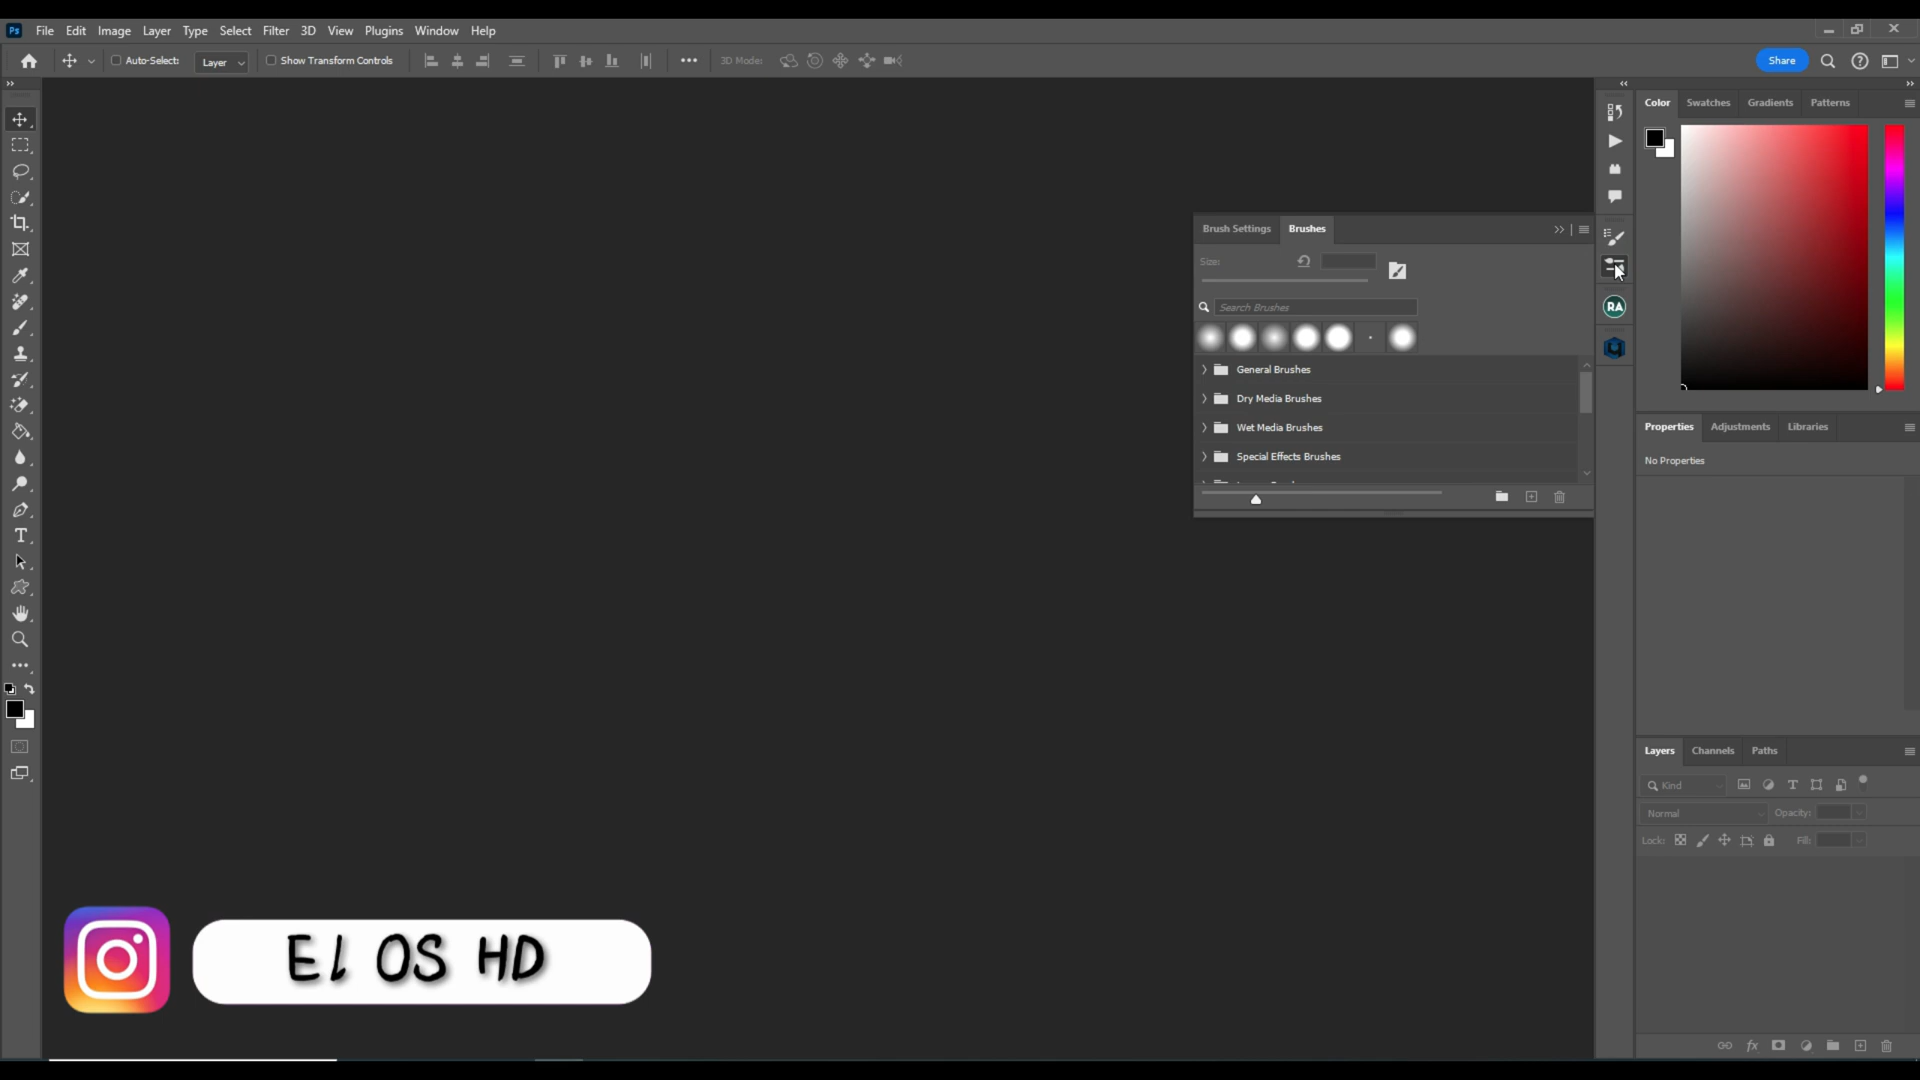 Ps File Edit Image Layer Type Select Filter 3D View Plugins Window Help
Auto-Select: Layer Show Transform Controls 3D Mode: Share
Color Swatches Gradients Patterns
Brush Settings Brushes
Size:
Search Brushes
General Brushes
Dry Media Brushes
Wet Media Brushes
Special Effects Brushes
RA
Properties Adjustments Libraries
No Properties
Layers Channels Paths
Kind
Normal Opacity:
Lock: Fill:
El OS HD